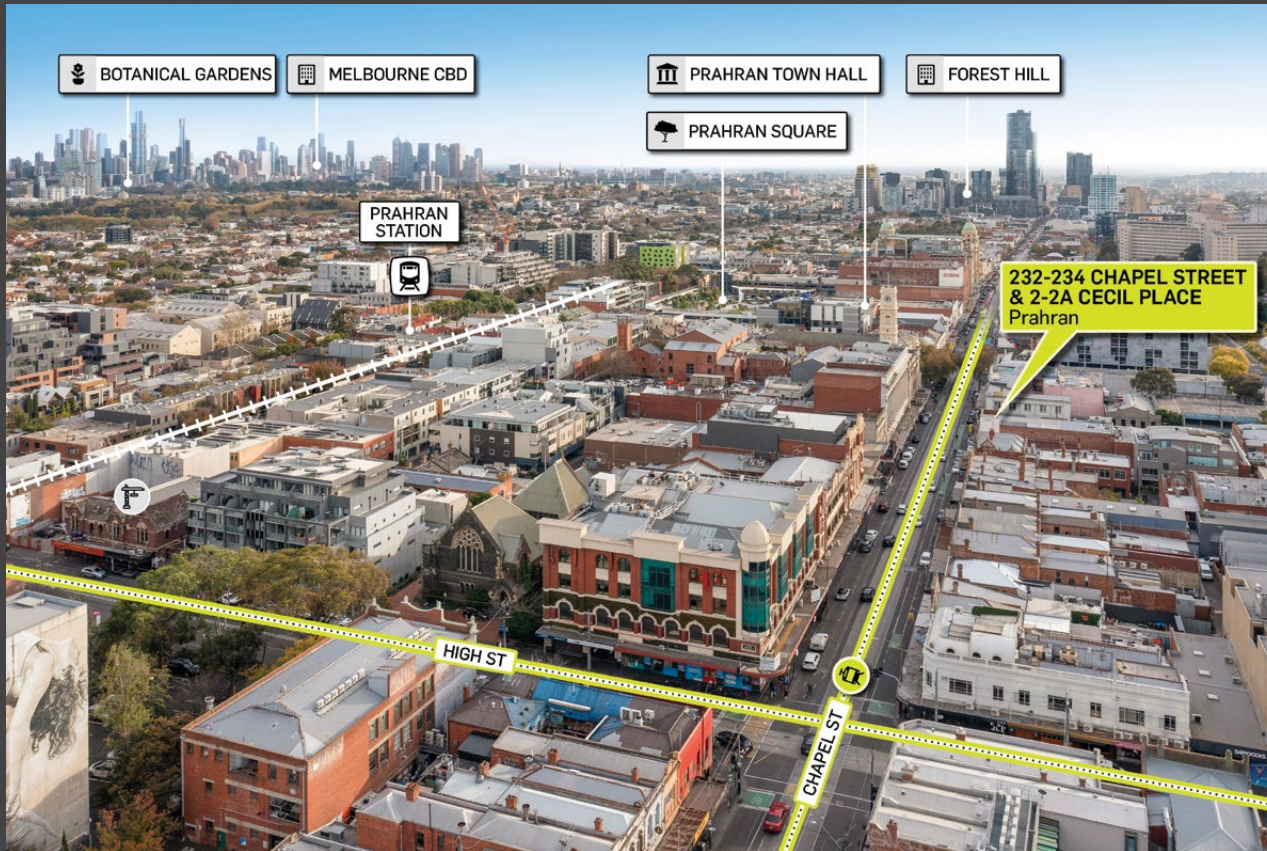 BOTANICAL GARDENS
MELBOURNE CBD
PRAHRAN TOWN HALL
FOREST HILL
PRAHRAN SQUARE
PRAHRAN
STATION
232-234 CHAPEL STREET
& 2-2A CECIL PLACE
Prahran
HIGH ST
CHAPEL ST